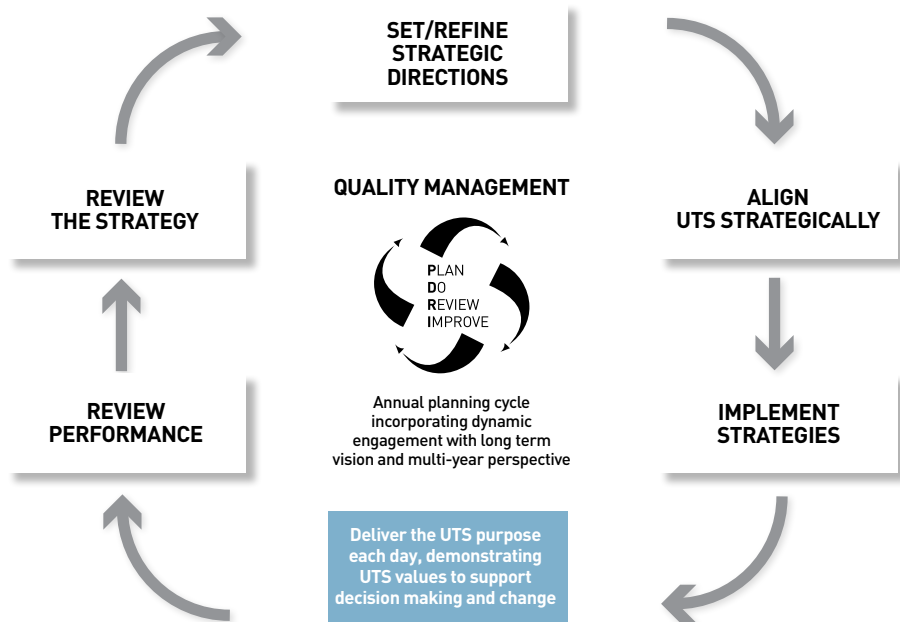 SET/REFINE
STRATEGIC
DIRECTIONS
REVIEW
THE STRATEGY
QUALITY MANAGEMENT
ALIGN
UTS STRATEGICALLY
PLAN
DO
REVIEW
IMPROVE
REVIEW
PERFORMANCE
Annual planning cycle
incorporating dynamic
engagement with long term
vision and multi-year perspective
IMPLEMENT
STRATEGIES
Deliver the UTS purpose
each day, demonstrating
UTS values to support
decision making and change